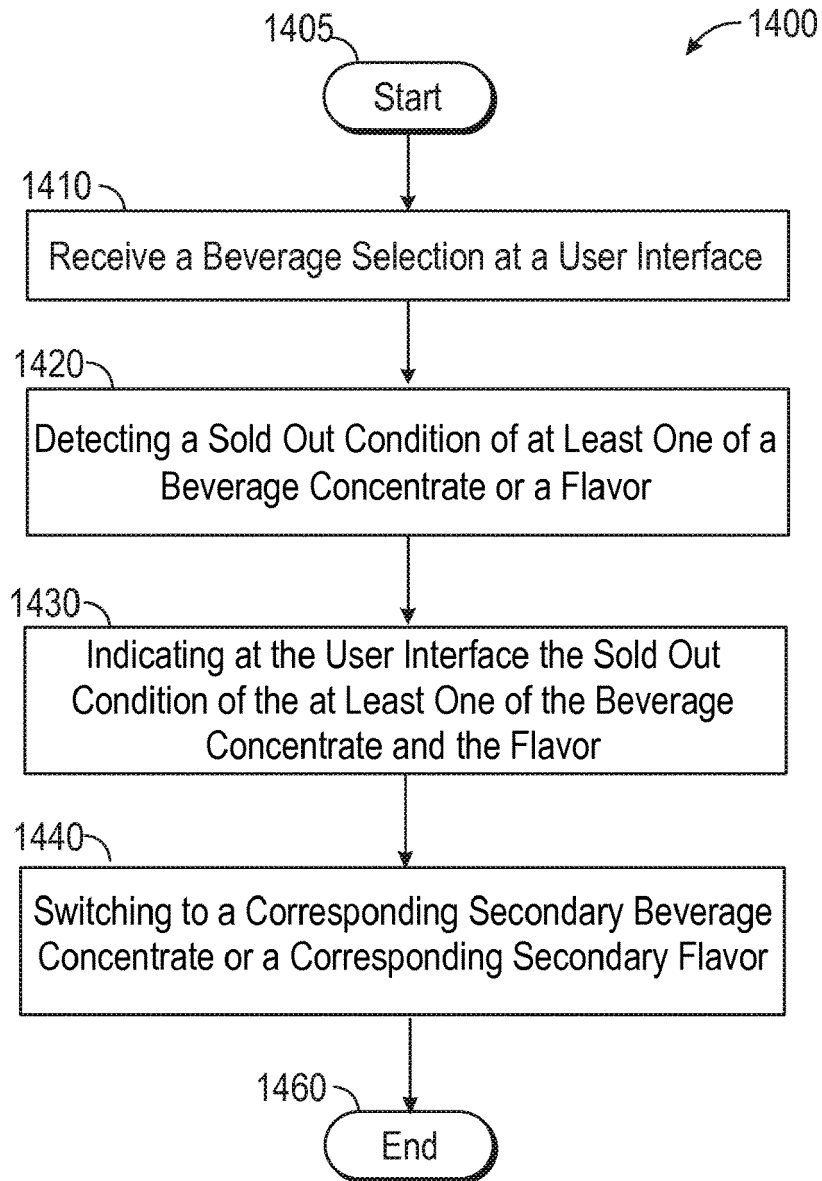 1405
1400
Start
1410
Receive a Beverage Selection at a User Interface
1420
Detecting a Sold Out Condition of at Least One of a
Beverage Concentrate or a Flavor
1430
Indicating at the User Interface the Sold Out
Condition of the at Least One of the Beverage
Concentrate and the Flavor
1440
Switching to a Corresponding Secondary Beverage
Concentrate or a Corresponding Secondary Flavor
1460
End